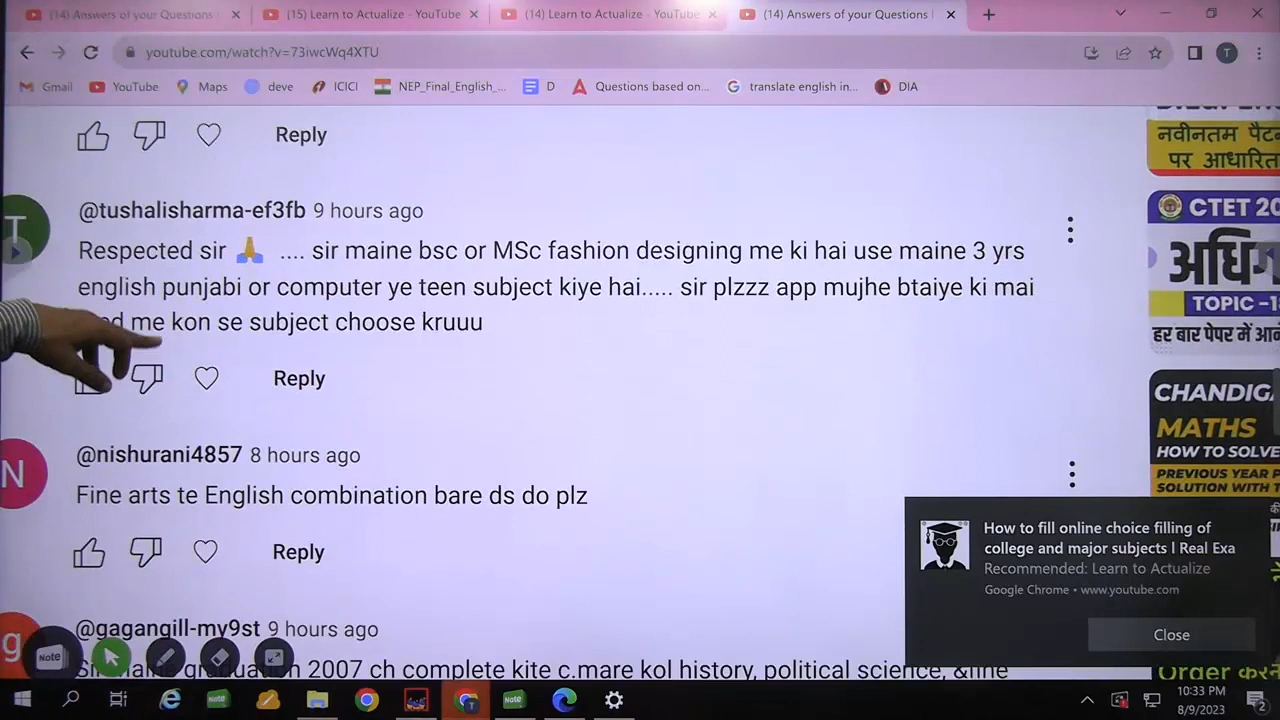 (14) Answers of your Questions
(15) Learn to Actualize - YouTube
(14) Learn to Actualize - YouTube
(14) Answers of your Questions
youtube.com/watch?v=73iwcWq4XTU
T
Gmail
YouTube
Maps
deve
ICICI
NEP_Final_English_...
D
Questions based on...
translate english in...
DIA
Reply
@tushalisharma-ef3fb 9 hours ago
Respected sir 🙏 .... sir maine bsc or MSc fashion designing me ki hai use maine 3 yrs
english punjabi or computer ye teen subject kiye hai..... sir plzzz app mujhe btaiye ki mai
me kon se subject choose kruuu
Reply
N
@nishurani4857 8 hours ago
Fine arts te English combination bare ds do plz
Reply
g
@gagangill-my9st 9 hours ago
2007 ch complete kite c.mare kol history, political science, &fine
नवीनतम
पर आधारित
CTET 20
TOPIC -1
हर बार पेपर में
MATHS
HOW TO SOLVE
PREVIOUS YEAR
SOLUTION WITH
How to fill online choice filling of
college and major subjects l Real Exa
Recommended: Learn to Actualize
Google Chrome • www.youtube.com
Close
Order
Note
Note
T
Note
10:33 PM
8/9/2023
2